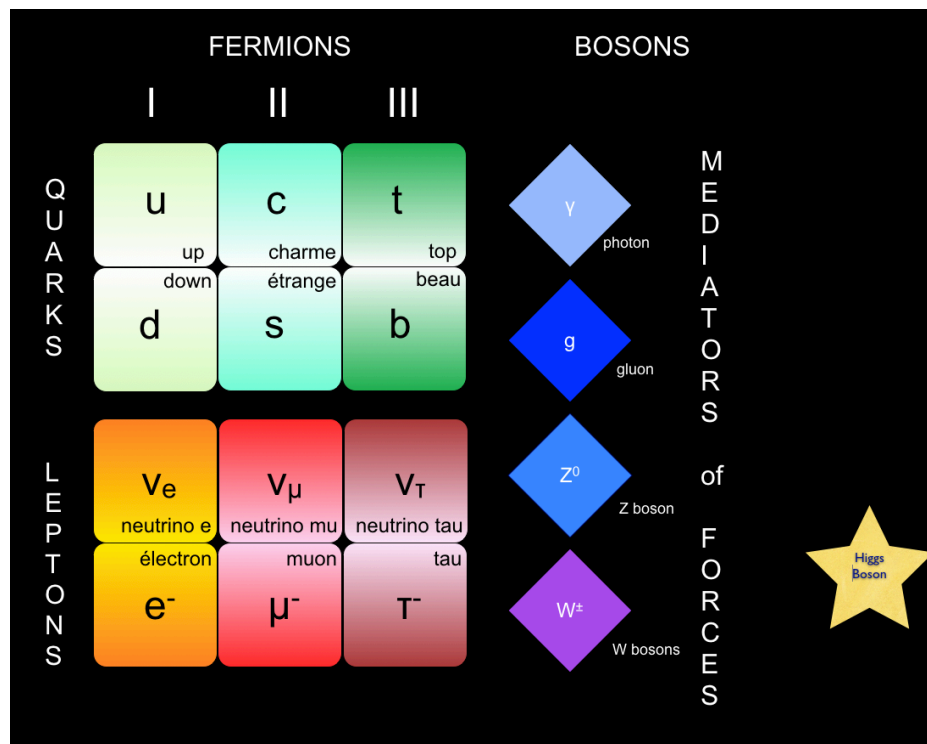 FERMIONS
BOSONS
I II III
QUARKS
u c t
up charme top
down étrange beau
d s b
LEPTONS
νe νμ ντ
neutrino e neutrino mu neutrino tau
électron muon tau
e⁻ μ⁻ τ⁻
γ
photon
g
gluon
Z⁰
Z boson
W±
W bosons
MEDIATORS
of
FORCES
Higgs
Boson